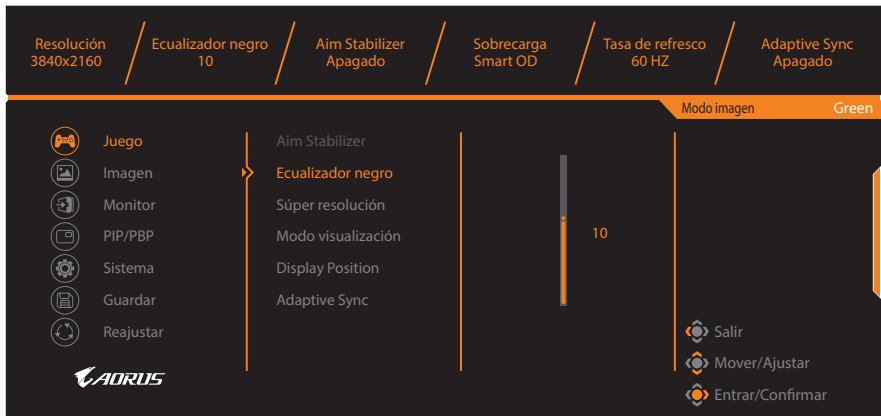 Resolución
3840x2160
Ecualizador negro
10
Aim Stabilizer
Apagado
Sobrecarga
Smart OD
Tasa de refresco
60 HZ
Adaptive Sync
Apagado
Modo imagen
Green
Juego
Imagen
Monitor
PIP/PBP
Sistema
Guardar
Reajustar
Aim Stabilizer
Ecualizador negro
Súper resolución
Modo visualización
Display Position
Adaptive Sync
10
Salir
Mover/Ajustar
Entrar/Confirmar
AORUS